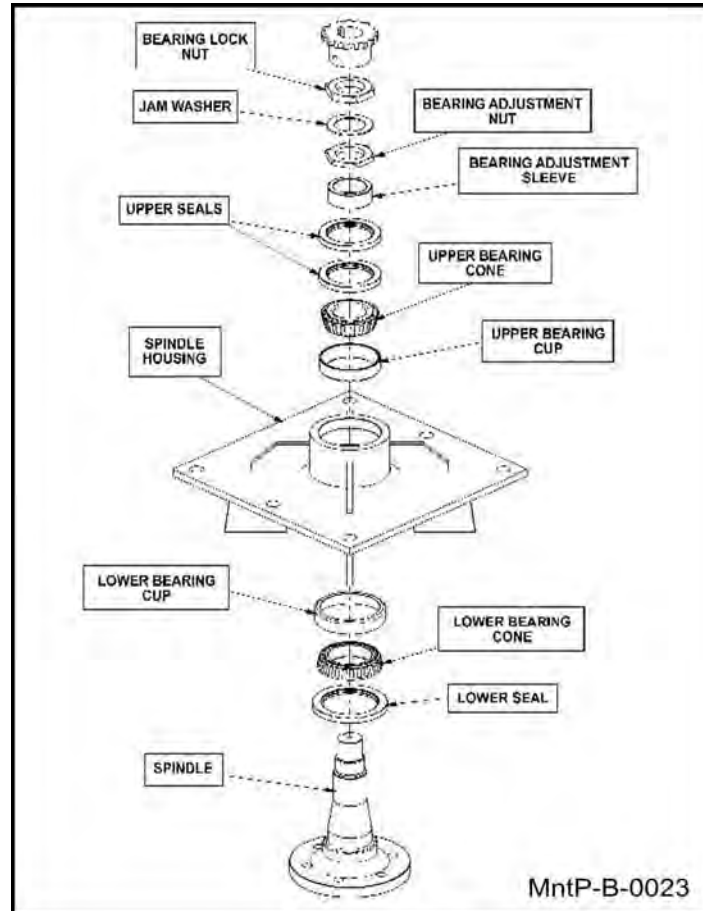 BEARING LOCK
NUT
JAM WASHER
BEARING ADJUSTMENT
NUT
BEARING ADJUSTMENT
SLEEVE
UPPER SEALS
UPPER BEARING
CONE
UPPER BEARING
CUP
SPINDLE
HOUSING
LOWER BEARING
CUP
LOWER BEARING
CONE
LOWER SEAL
SPINDLE
MntP-B-0023